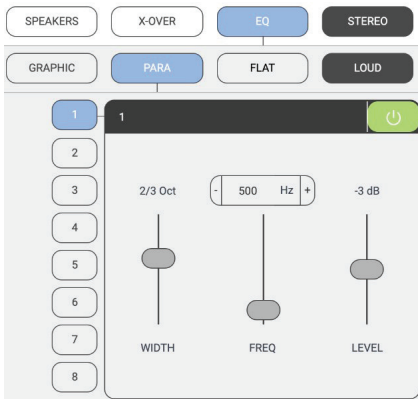 SPEAKERS X-OVER EQ STEREO
GRAPHIC PARA FLAT LOUD
1 1
2
3 2/3 Oct - 500 Hz + -3 dB
4
5
6
7 WIDTH FREQ LEVEL
8